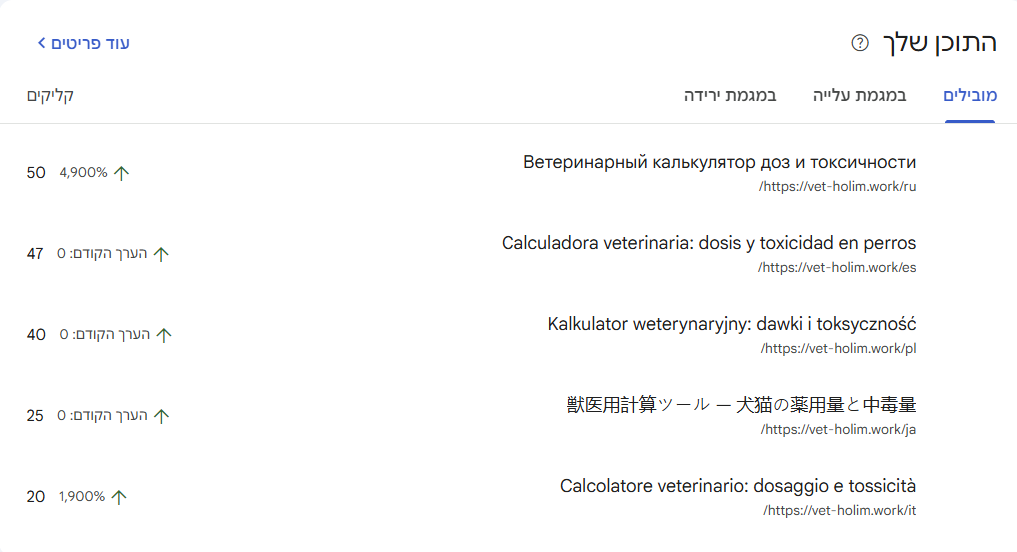 התוכן שלך
עוד פריטים
מובילים
במגמת עלייה
במגמת ירידה
קליקים
Ветеринарный калькулятор доз и токсичности
https://vet-holim.work/ru/
50 4,900%
Calculadora veterinaria: dosis y toxicidad en perros
https://vet-holim.work/es/
47 הערך הקודם: 0
Kalkulator weterynaryjny: dawki i toksyczność
https://vet-holim.work/pl/
40 הערך הקודם: 0
獣医用計算ツール — 犬猫の薬用量と中毒量
https://vet-holim.work/ja/
25 הערך הקודם: 0
Calcolatore veterinario: dosaggio e tossicità
https://vet-holim.work/it/
20 1,900%